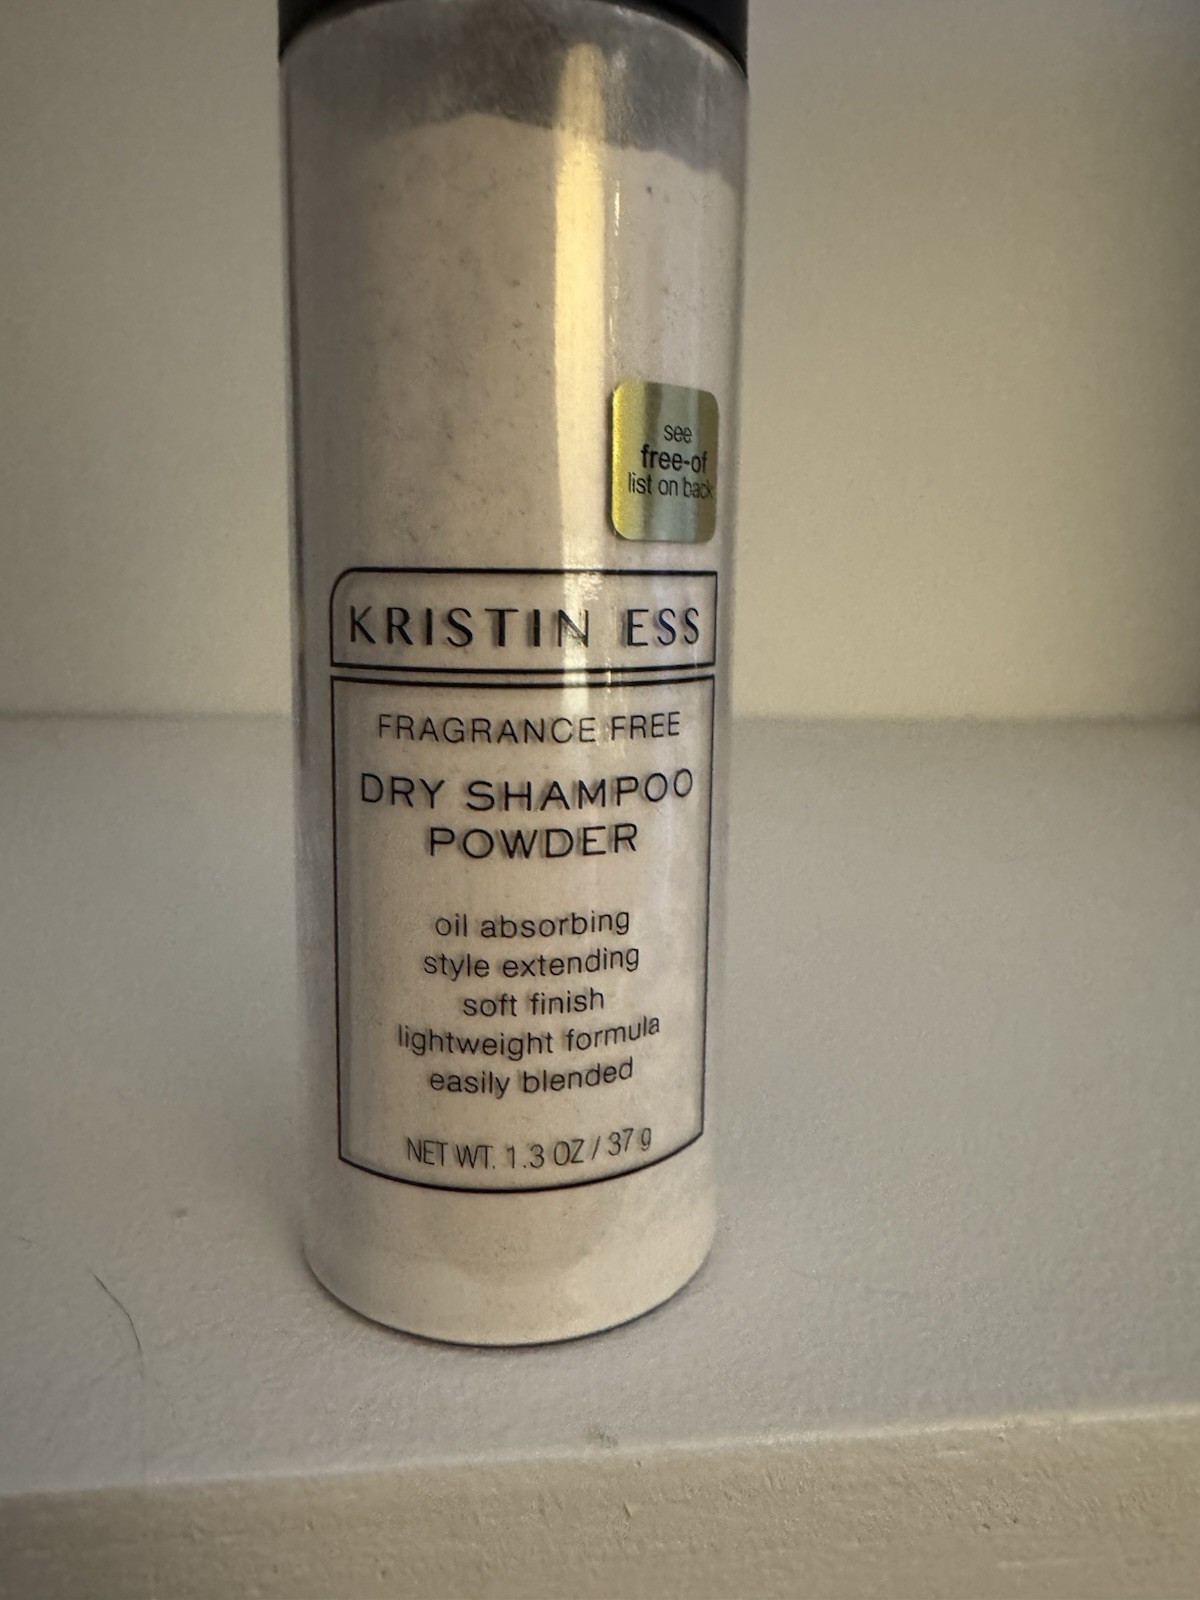 see
free-of
list on back
KRISTIN ESS
FRAGRANCE FREE
DRY SHAMPOO
POWDER
oil absorbing
style extending
soft finish
lightweight formula
easily blended
NET WT. 1.3 OZ / 37 g